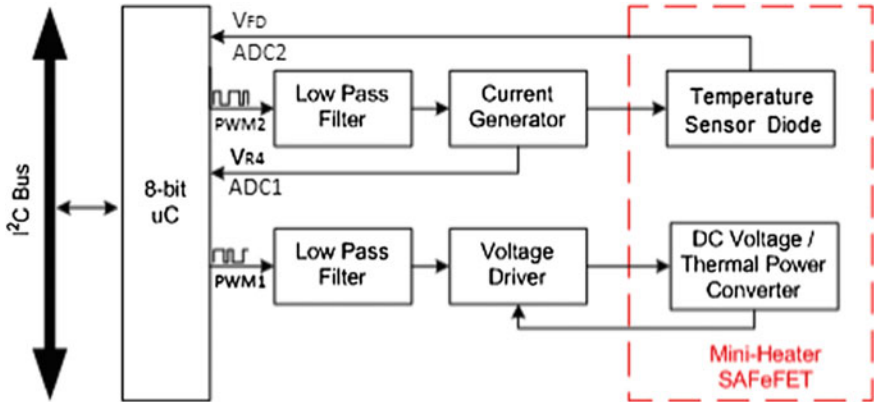 I²C Bus
8-bit
uC
VFD
ADC2
PWM2
Low Pass
Filter
Current
Generator
Temperature
Sensor Diode
VR4
ADC1
PWM1
Low Pass
Filter
Voltage
Driver
DC Voltage /
Thermal Power
Converter
Mini-Heater
SAFeFET